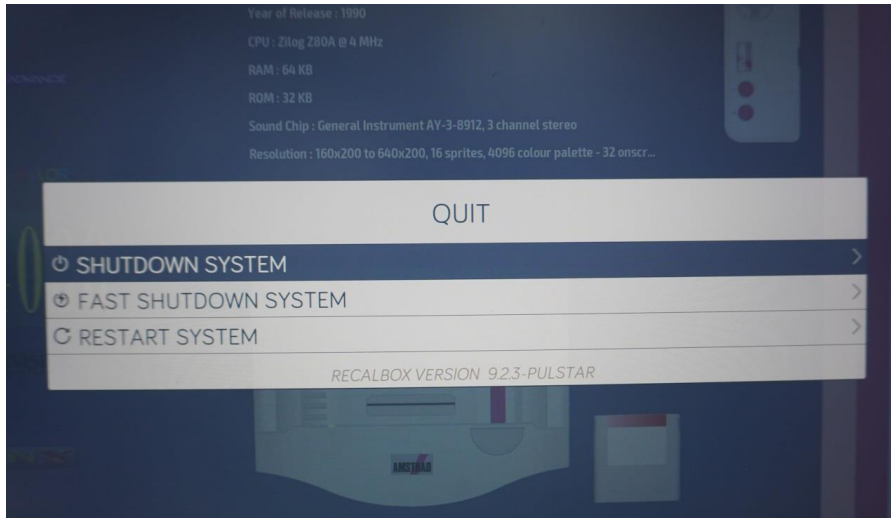 Year of Release : 1990
CPU : Zilog Z80A @ 4 MHz
RAM : 64 KB
ROM : 32 KB
Sound Chip : General Instrument AY-3-8912, 3 channel stereo
Resolution : 160x200 to 640x200, 16 sprites, 4096 colour palette - 32 onscr...
QUIT
SHUTDOWN SYSTEM
FAST SHUTDOWN SYSTEM
RESTART SYSTEM
RECALBOX VERSION 9.2.3-PULSTAR
AMSTRAD